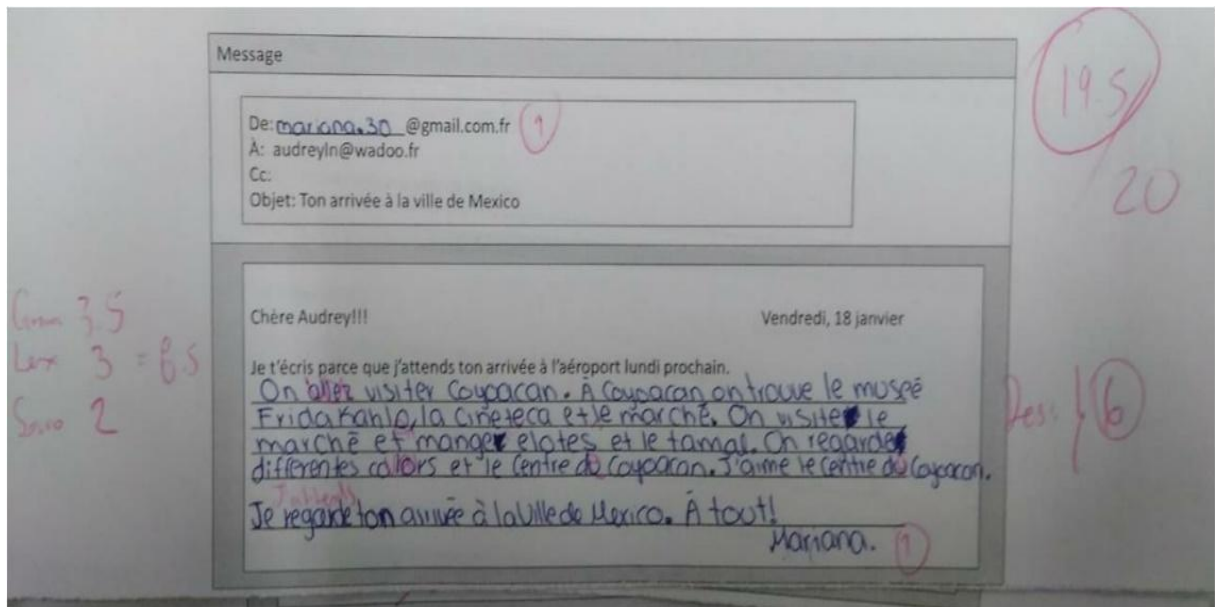 Message
19.5
20
De: mariana.30 @gmail.com.fr 1
À: audreyln@wadoo.fr
Cc:
Objet: Ton arrivée à la ville de Mexico
Chère Audrey!!! Vendredi, 18 janvier
Gram 3.5
Lex 3 = 6.5
Socio 2
Je t'écris parce que j'attends ton arrivée à l'aéroport lundi prochain.
On allez visiter Coyoacan. À Coyoacan on trouve le museé
Frida Kahlo, la Cineteca et le marché. On visite le
marché et manger elotes et le tamal. On regarde
différentes colors et le Centre du Coyoacan. J'aime le centre du Coyoacan.
Des: 6
J'attends
Je regarde ton arrivée à la Ville de Mexico. À tout!
Mariana. 1